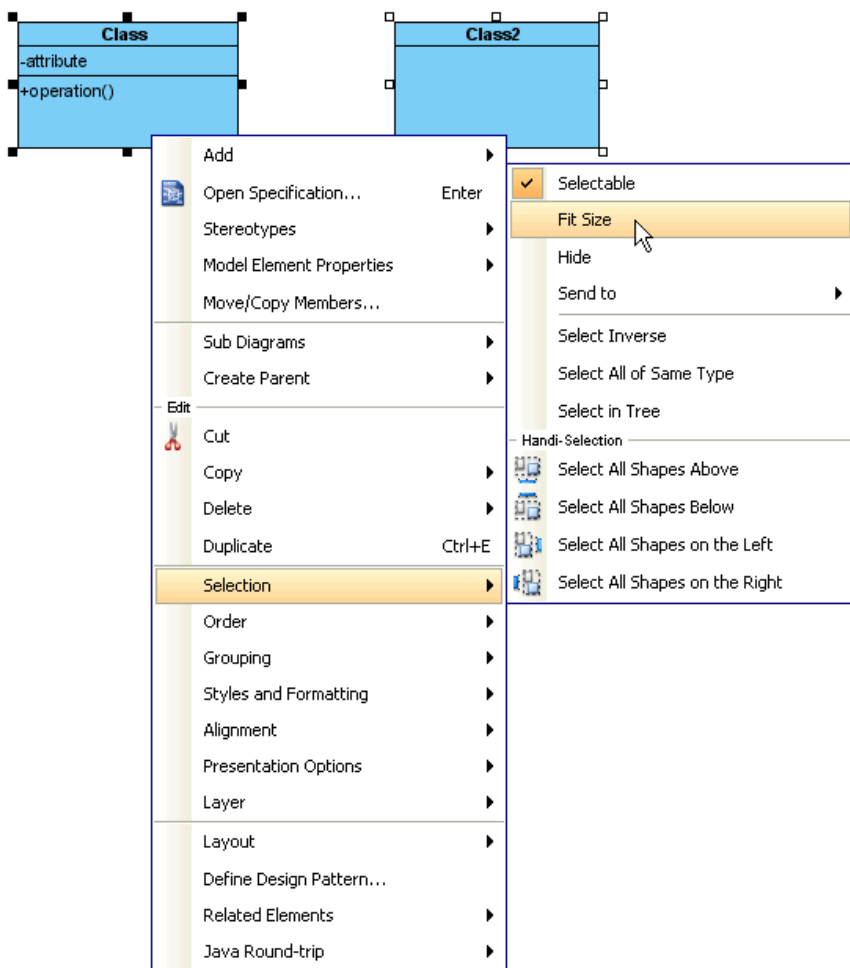 Class
-attribute
+operation()
Class2
Add
Open Specification... Enter
Stereotypes
Model Element Properties
Move/Copy Members...
Sub Diagrams
Create Parent
Edit
Cut
Copy
Delete
Duplicate Ctrl+E
Selection
Order
Grouping
Styles and Formatting
Alignment
Presentation Options
Layer
Layout
Define Design Pattern...
Related Elements
Java Round-trip
Selectable
Fit Size
Hide
Send to
Select Inverse
Select All of Same Type
Select in Tree
Handi-Selection
Select All Shapes Above
Select All Shapes Below
Select All Shapes on the Left
Select All Shapes on the Right